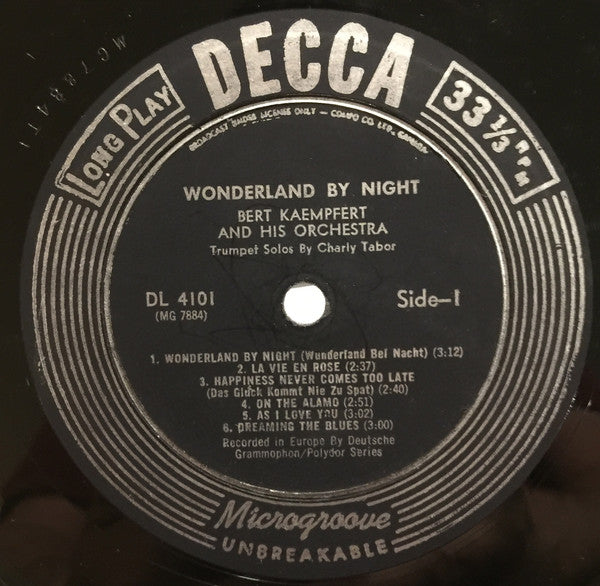 MG7884T1
DECCA
LONG PLAY
33 1/3 RPM
BROADCAST UNDER LICENSE ONLY – COMPO CO. LTD., CANADA
WONDERLAND BY NIGHT
BERT KAEMPFERT
AND HIS ORCHESTRA
Trumpet Solos By Charly Tabor
DL 4101
Side-1
(MG 7884)
1. WONDERLAND BY NIGHT (Wunderland Bei Nacht) (3:12)
2. LA VIE EN ROSE (2:37)
3. HAPPINESS NEVER COMES TOO LATE
(Das Gluck Kommt Nie Zu Spat) (2:40)
4. ON THE ALAMO (2:51)
5. AS I LOVE YOU (3:02)
6. DREAMING THE BLUES (3:00)
Recorded in Europe By Deutsche
Grammophon/Polydor Series
Microgroove
UNBREAKABLE